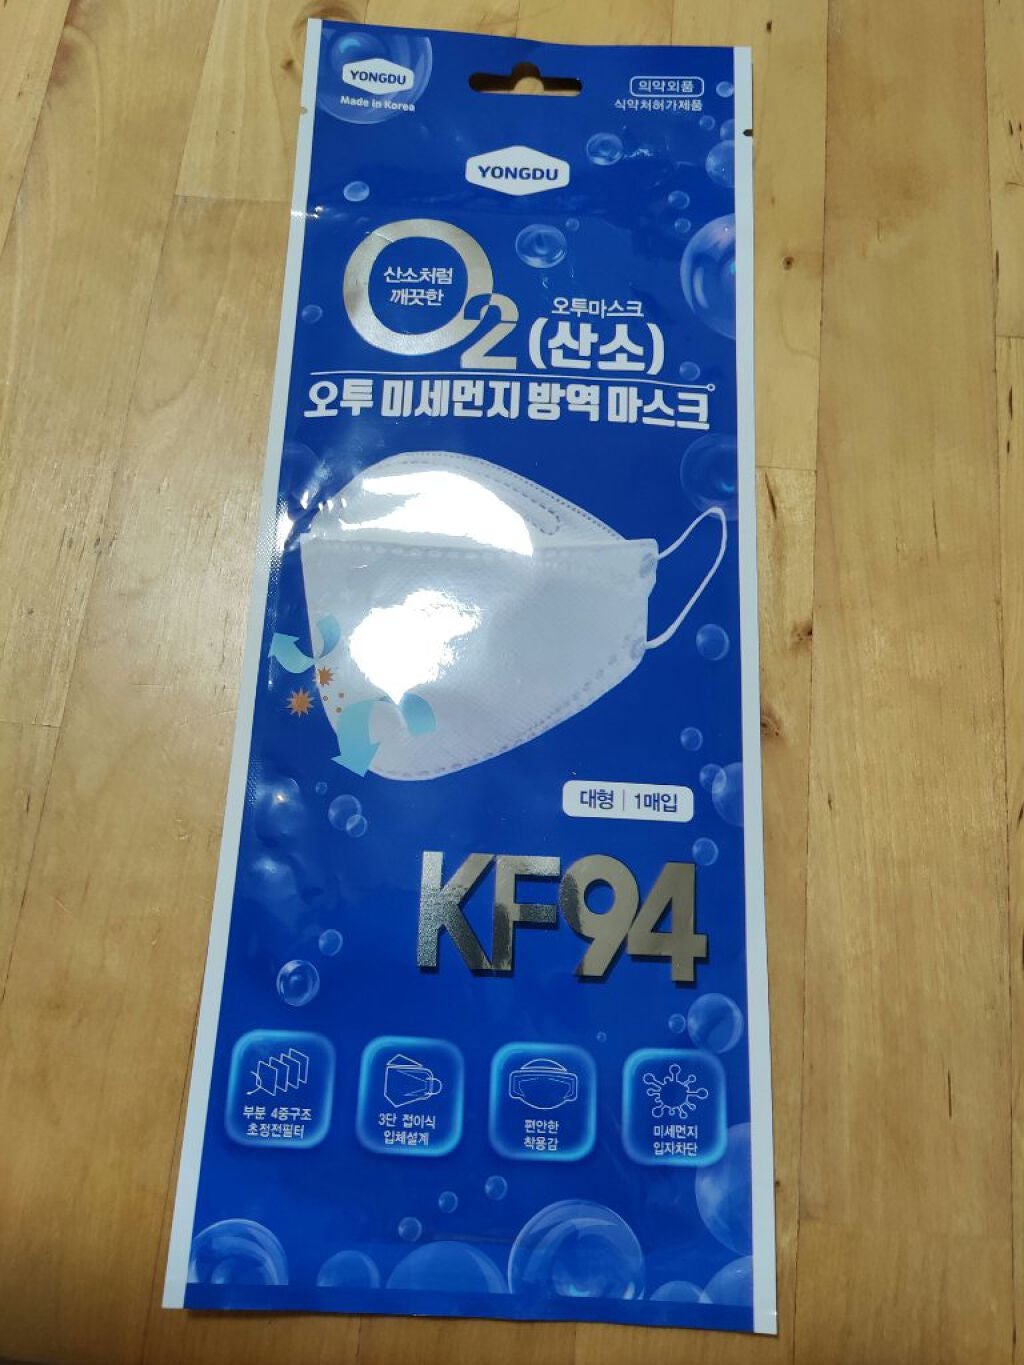 YONGDU
Made in Korea
의약외품
식약처허가제품
YONGDU
산소처럼
깨끗한
O2 (산소)
오투마스크
오투 미세먼지 방역 마스크
대형 | 1매입
KF94
부분 4중구조
초정전필터
3단 접이식
입체설계
편안한
착용감
미세먼지
입자차단